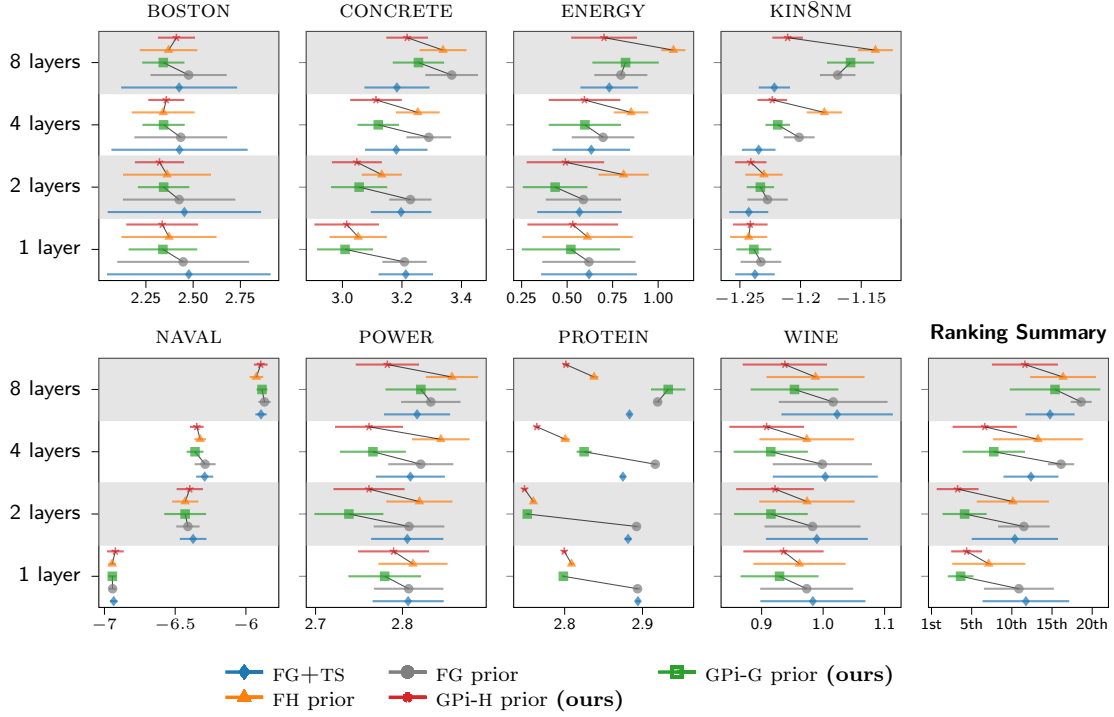 BOSTON CONCRETE ENERGY KIN8NM
8 layers
4 layers
2 layers
1 layer
2.25 2.50 2.75 3.0 3.2 3.4 0.25 0.50 0.75 1.00 −1.25 −1.2 −1.15
NAVAL POWER PROTEIN WINE Ranking Summary
8 layers
4 layers
2 layers
1 layer
−7 −6.5 −6 2.7 2.8 2.8 2.9 0.9 1.0 1.1 1st 5th 10th 15th 20th
FG+TS FG prior GPi-G prior (ours)
FH prior GPi-H prior (ours)